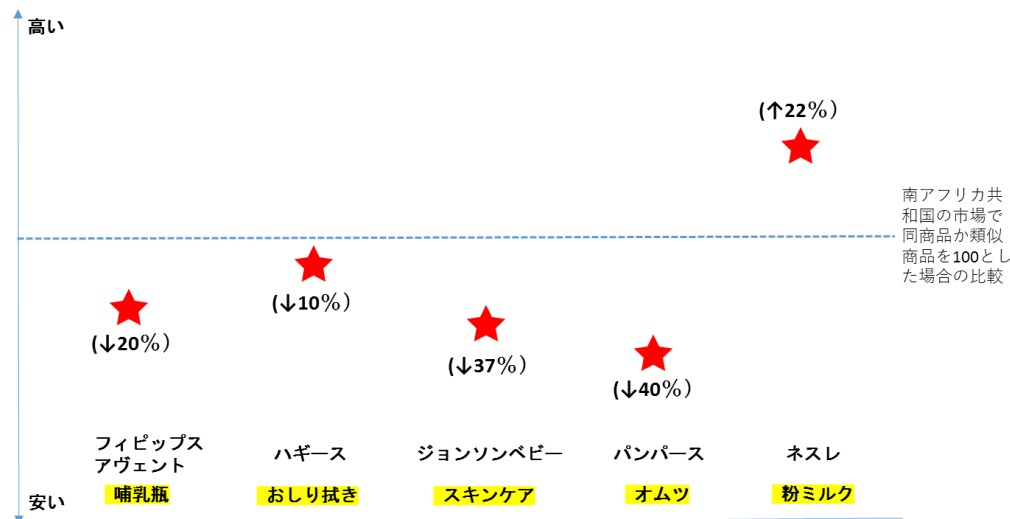 高い
(↑22％）
南アフリカ共
和国の市場で
同商品か類似
商品を100とし
た場合の比較
(↓10％）
(↓20％）
(↓37％）
(↓40％）
フィピップス
アヴェント
ハギース
ジョンソンベビー
パンパース
ネスレ
哺乳瓶
おしり拭き
スキンケア
オムツ
粉ミルク
安い